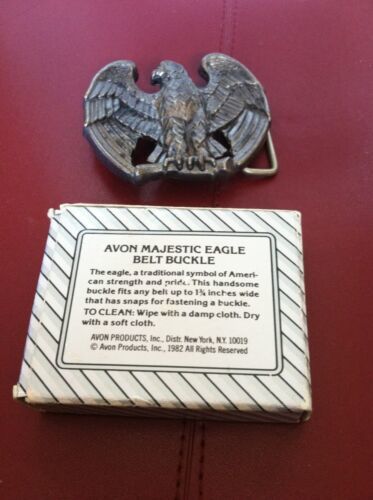 AVON MAJESTIC EAGLE
BELT BUCKLE
The eagle, a traditional symbol of Ameri-
can strength and pride. This handsome
buckle fits any belt up to 1¾ inches wide
that has snaps for fastening a buckle.
TO CLEAN: Wipe with a damp cloth. Dry
with a soft cloth.
AVON PRODUCTS, Inc., Distr. New York, N.Y. 10019
© Avon Products, Inc., 1982 All Rights Reserved